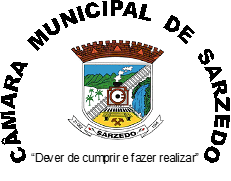 CÂMARA MUNICIPAL DE SARZEDO
SARZEDO
“Dever de cumprir e fazer realizar”